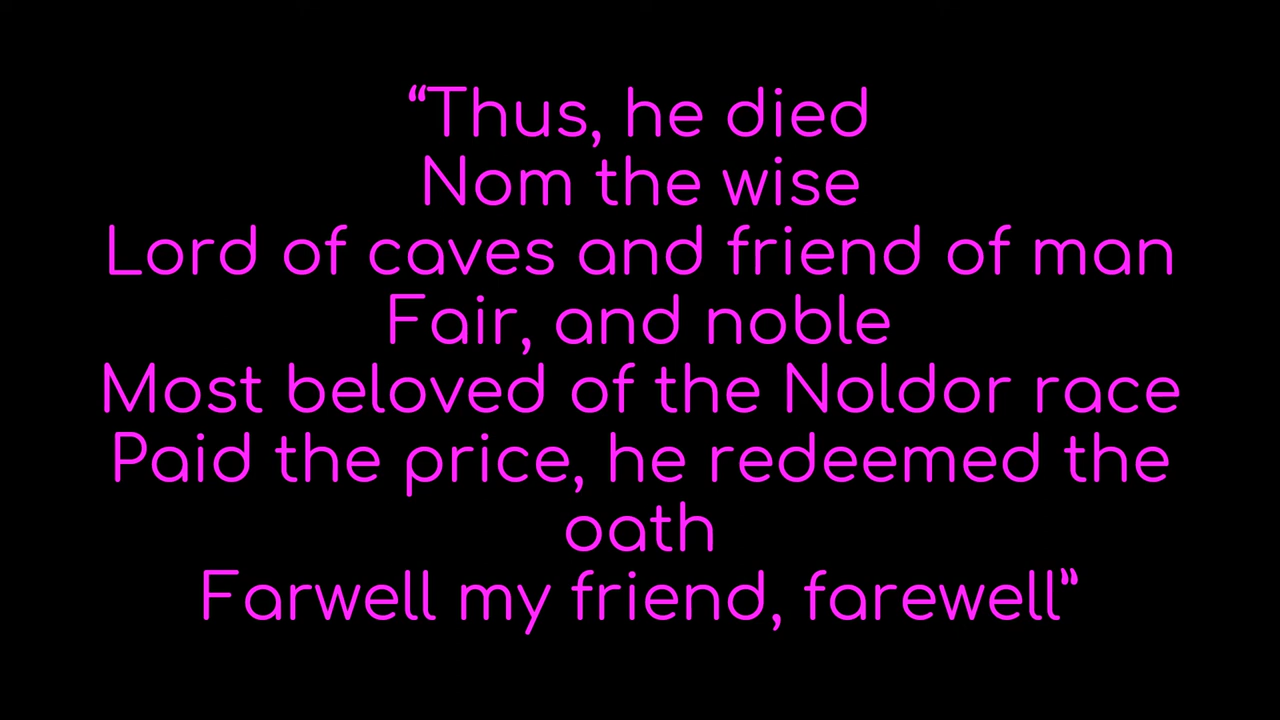 “Thus, he died
Nom the wise
Lord of caves and friend of man
Fair, and noble
Most beloved of the Noldor race
Paid the price, he redeemed the
oath
Farwell my friend, farewell”